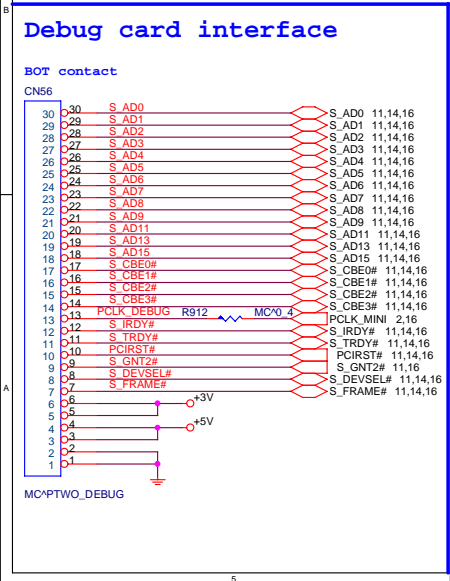 B
Debug card interface
BOT contact
CN56
30 30 S_AD0 S_AD0 11,14,16
29 29 S_AD1 S_AD1 11,14,16
28 28 S_AD2 S_AD2 11,14,16
27 27 S_AD3 S_AD3 11,14,16
26 26 S_AD4 S_AD4 11,14,16
25 25 S_AD5 S_AD5 11,14,16
24 24 S_AD6 S_AD6 11,14,16
23 23 S_AD7 S_AD7 11,14,16
22 22 S_AD8 S_AD8 11,14,16
21 21 S_AD9 S_AD9 11,14,16
20 20 S_AD11 S_AD11 11,14,16
19 19 S_AD13 S_AD13 11,14,16
18 18 S_AD15 S_AD15 11,14,16
17 17 S_CBE0# S_CBE0# 11,14,16
16 16 S_CBE1# S_CBE1# 11,14,16
15 15 S_CBE2# S_CBE2# 11,14,16
14 14 S_CBE3# S_CBE3# 11,14,16
13 13 PCLK_DEBUG R912 MC^0_4 PCLK_MINI 2,16
12 12 S_IRDY# S_IRDY# 11,14,16
11 11 S_TRDY# S_TRDY# 11,14,16
10 10 PCIRST# PCIRST# 11,14,16
9 9 S_GNT2# S_GNT2# 11,16
8 8 S_DEVSEL# S_DEVSEL# 11,14,16
7 7 S_FRAME# S_FRAME# 11,14,16
A
6 6 +3V
5 5
4 4 +5V
3 3
2 2
1 1
MC^PTWO_DEBUG
5